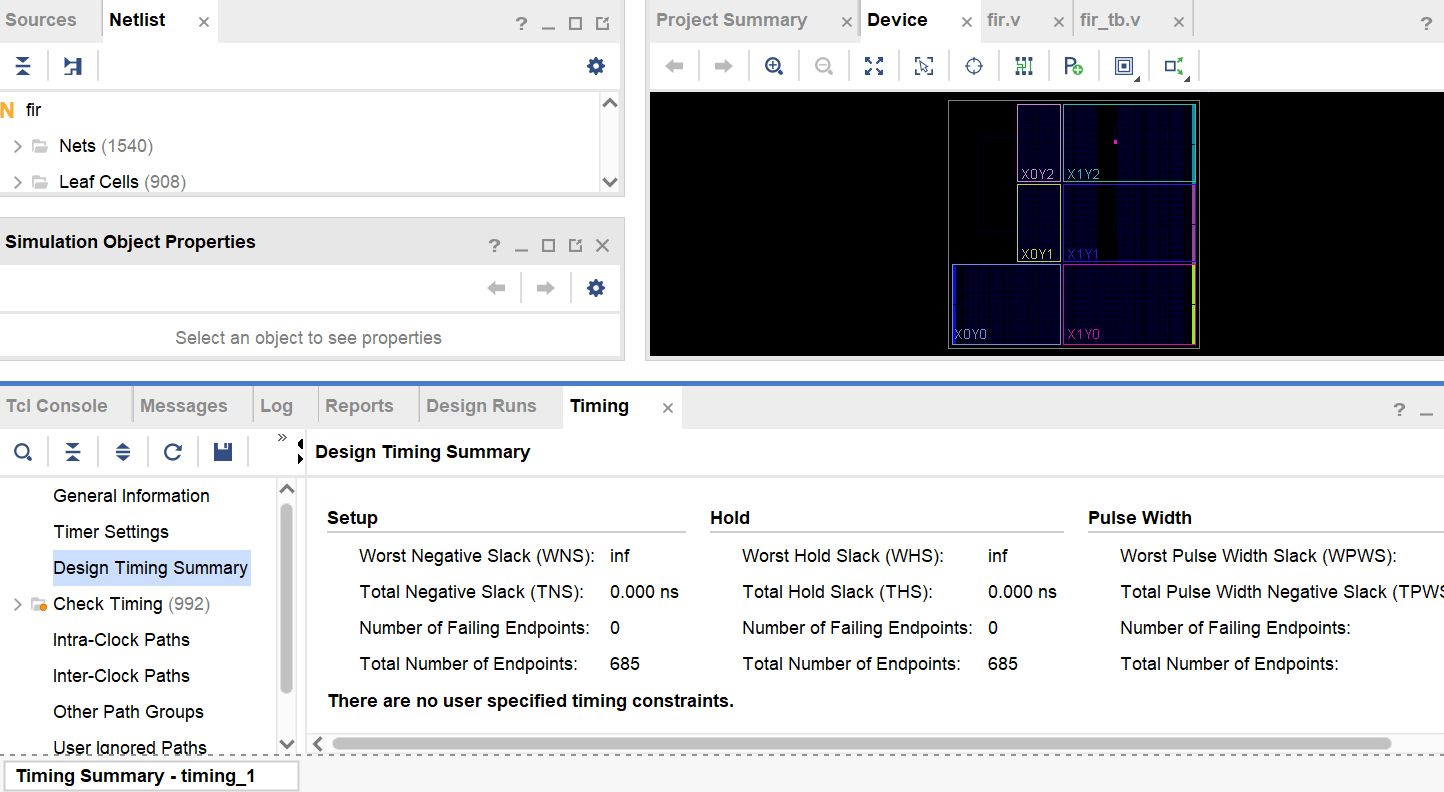 Sources
Netlist
N fir
Nets (1540)
Leaf Cells (908)
Simulation Object Properties
Select an object to see properties
Project Summary
Device
fir.v
fir_tb.v
X0Y2
X1Y2
X0Y1
X1Y1
X0Y0
X1Y0
Tcl Console
Messages
Log
Reports
Design Runs
Timing
General Information
Timer Settings
Design Timing Summary
Check Timing (992)
Intra-Clock Paths
Inter-Clock Paths
Other Path Groups
User Ignored Paths
Design Timing Summary
Setup
Worst Negative Slack (WNS): inf
Total Negative Slack (TNS): 0.000 ns
Number of Failing Endpoints: 0
Total Number of Endpoints: 685
Hold
Worst Hold Slack (WHS): inf
Total Hold Slack (THS): 0.000 ns
Number of Failing Endpoints: 0
Total Number of Endpoints: 685
Pulse Width
Worst Pulse Width Slack (WPWS):
Total Pulse Width Negative Slack (TPWS
Number of Failing Endpoints:
Total Number of Endpoints:
There are no user specified timing constraints.
Timing Summary - timing_1